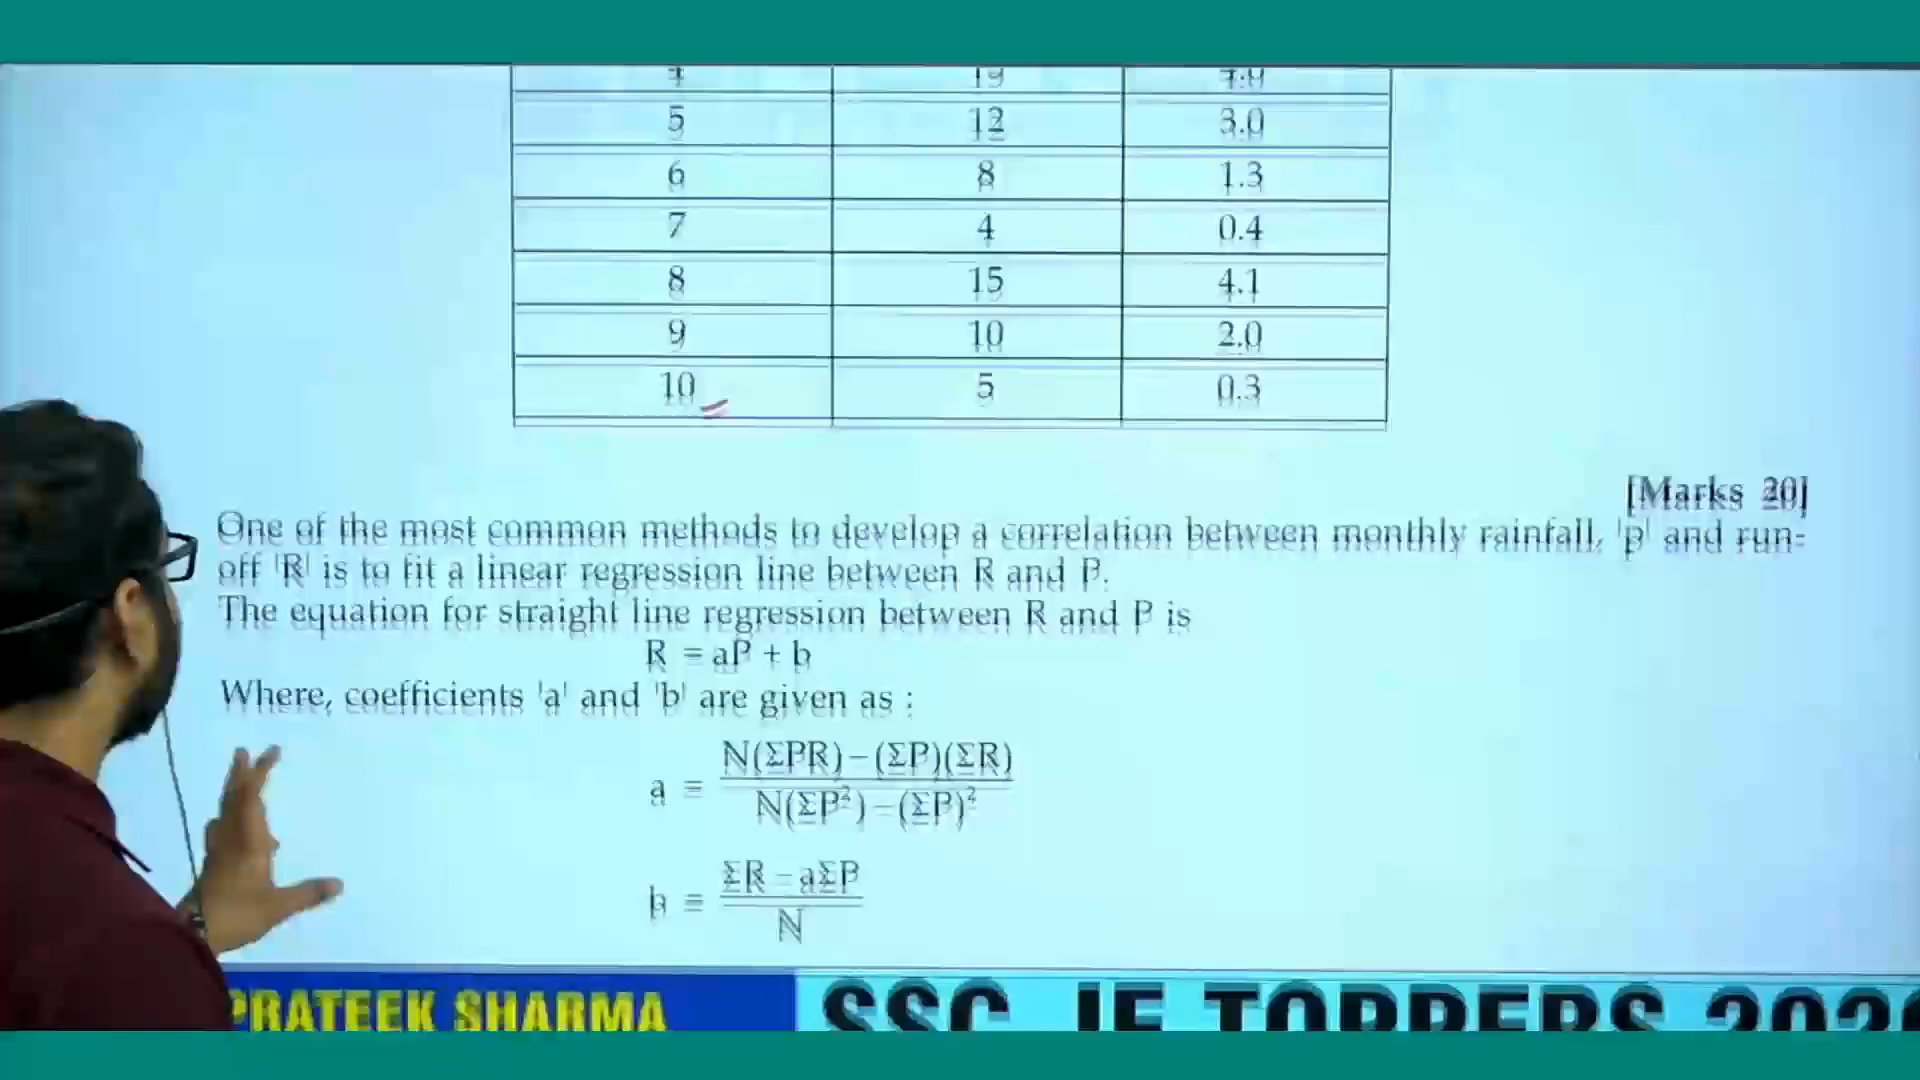 5 12 3.0
6 8 1.3
7 4 0.4
8 15 4.1
9 10 2.0
10 5 0.3
[Marks 20]
One of the most common methods to develop a correlation between monthly rainfall, 'p' and run-
off 'R' is to fit a linear regression line between R and P.
The equation for straight line regression between R and P is
R = aP + b
Where, coefficients 'a' and 'b' are given as :
a = N(ΣPR) – (ΣP)(ΣR)
N(ΣP²) – (ΣP)²
b = ΣR – aΣP
N
PRATEEK SHARMA SSC JE TOPPERS